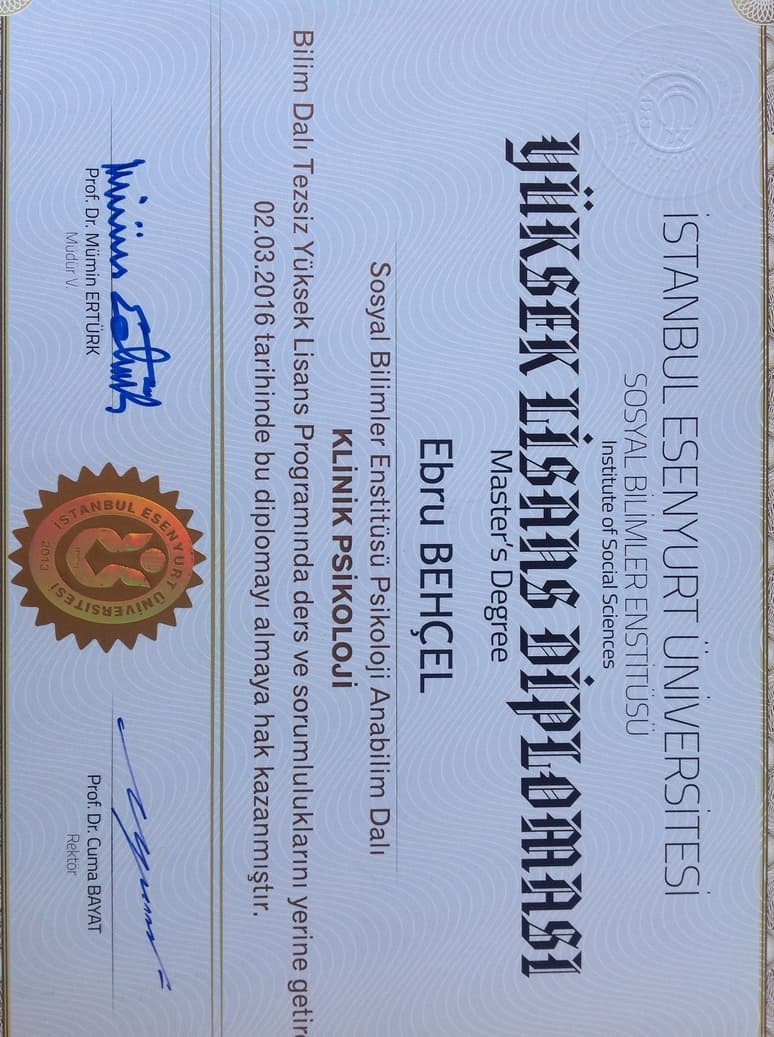 İSTANBUL ESENYURT ÜNİVERSİTESİ
SOSYAL BİLİMLER ENSTİTÜSÜ
Institute of Social Sciences
YÜKSEK LİSANS DİPLOMASI
Master's Degree
Ebru BEHÇEL
Sosyal Bilimler Enstitüsü Psikoloji Anabilim Dalı
KLİNİK PSİKOLOJİ
Bilim Dalı Tezsiz Yüksek Lisans Programında ders ve sorumluluklarını yerine getire
02.03.2016 tarihinde bu diplomayı almaya hak kazanmıştır.
Prof. Dr. Mümin ERTÜRK
Müdür V.
İSTANBUL ESENYURT ÜNİVERSİTESİ
2013
Prof. Dr. Cuma BAYAT
Rektör